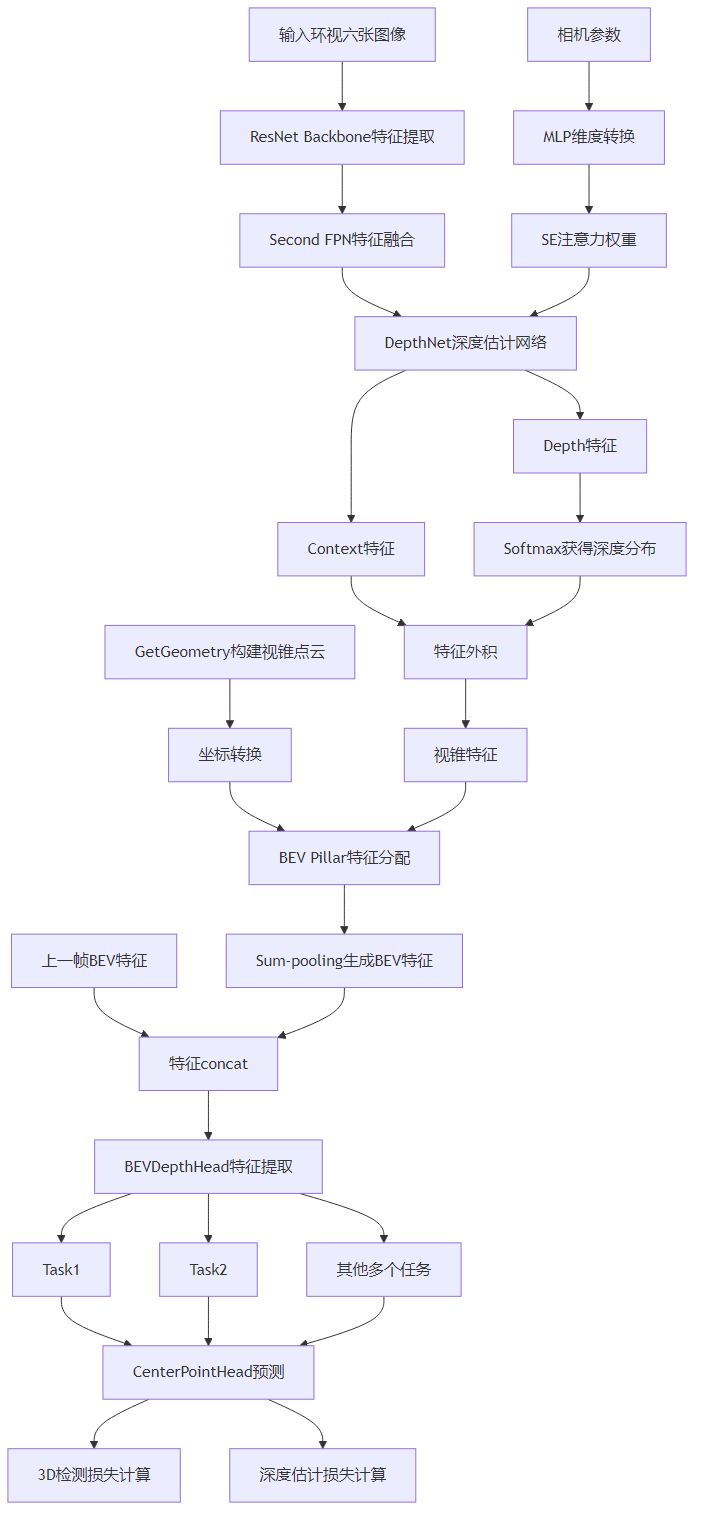 输入环视六张图像
相机参数
ResNet Backbone特征提取
MLP维度转换
Second FPN特征融合
SE注意力权重
DepthNet深度估计网络
Depth特征
Context特征
Softmax获得深度分布
GetGeometry构建视锥点云
特征外积
坐标转换
视锥特征
BEV Pillar特征分配
上一帧BEV特征
Sum-pooling生成BEV特征
特征concat
BEVDepthHead特征提取
Task1
Task2
其他多个任务
CenterPointHead预测
3D检测损失计算
深度估计损失计算